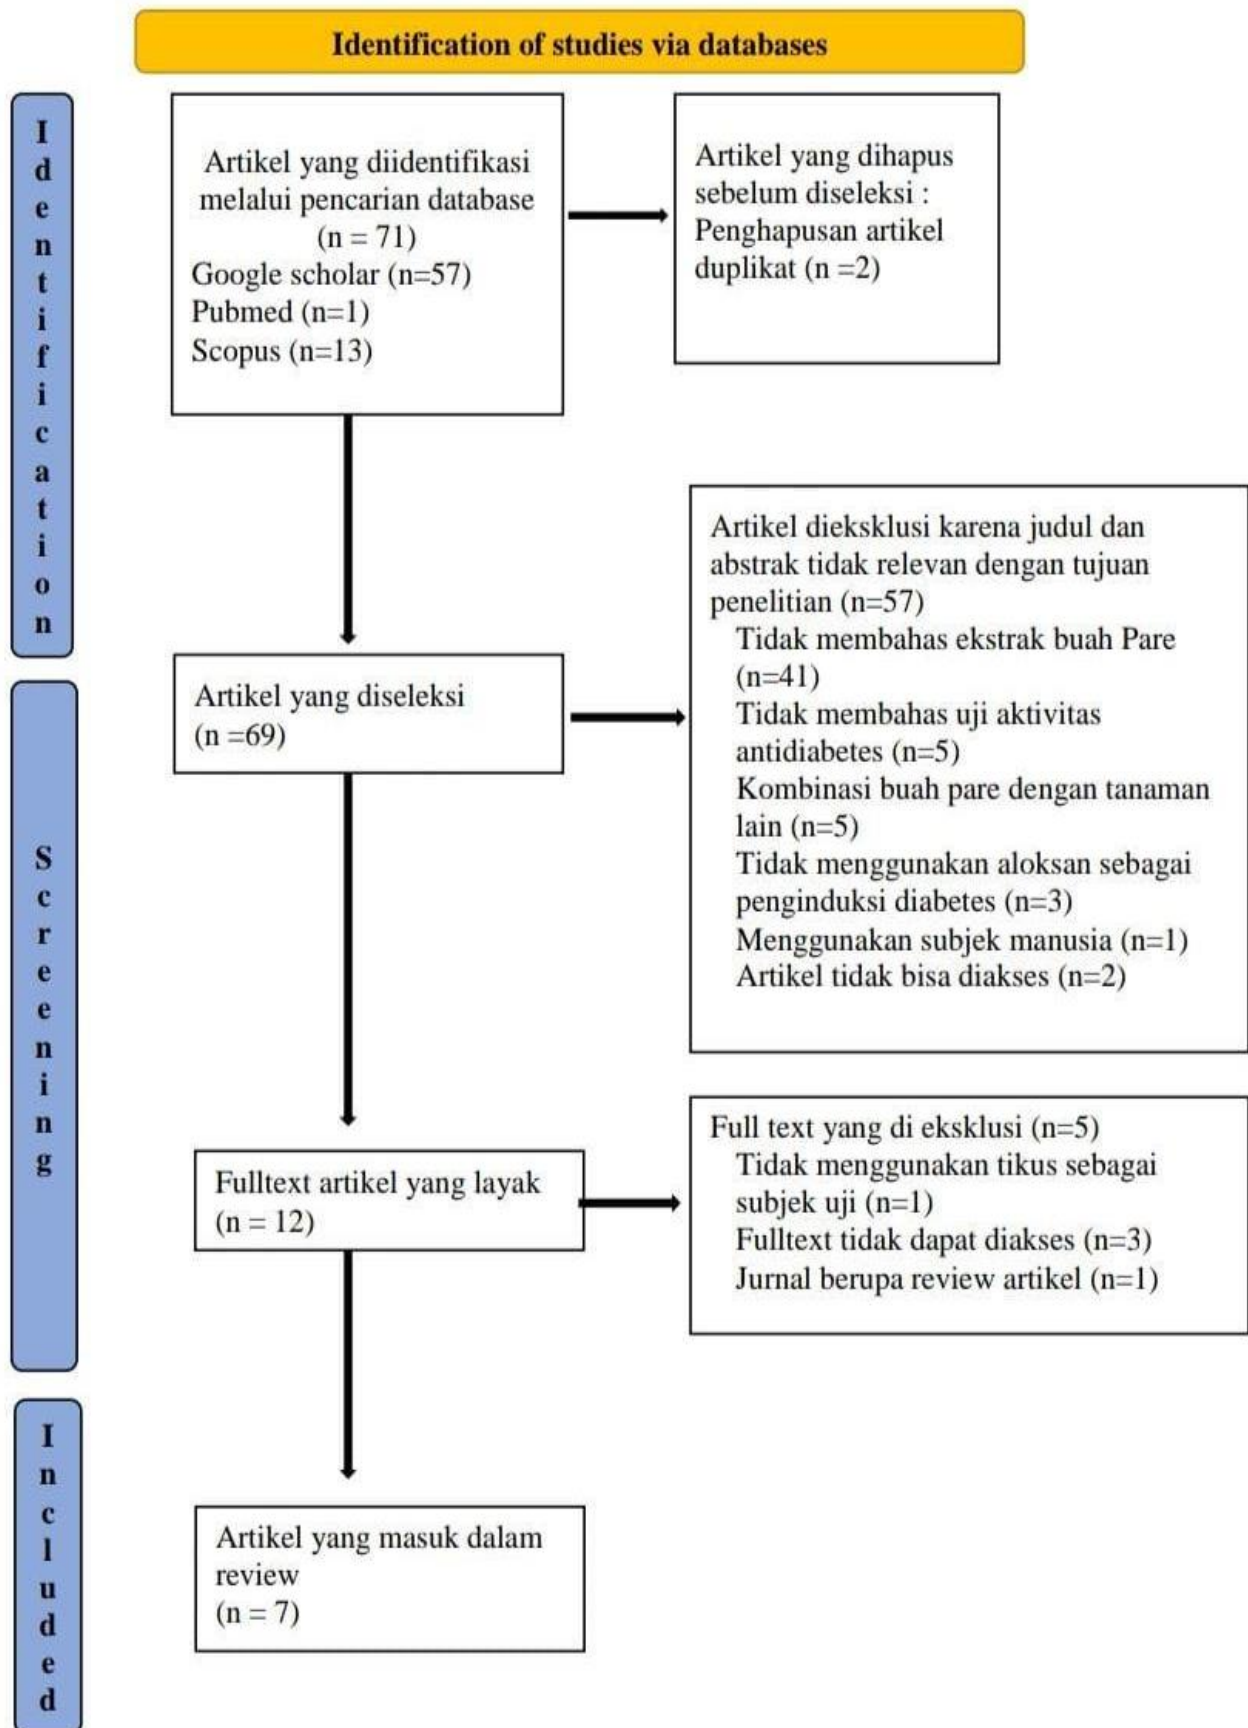 Identification of studies via databases
Identification
Artikel yang diidentifikasi
melalui pencarian database
(n = 71)
Google scholar (n=57)
Pubmed (n=1)
Scopus (n=13)
Artikel yang dihapus
sebelum diseleksi :
Penghapusan artikel
duplikat (n =2)
Screening
Artikel yang diseleksi
(n =69)
Artikel dieksklusi karena judul dan
abstrak tidak relevan dengan tujuan
penelitian (n=57)
Tidak membahas ekstrak buah Pare
(n=41)
Tidak membahas uji aktivitas
antidiabetes (n=5)
Kombinasi buah pare dengan tanaman
lain (n=5)
Tidak menggunakan aloksan sebagai
penginduksi diabetes (n=3)
Menggunakan subjek manusia (n=1)
Artikel tidak bisa diakses (n=2)
Fulltext artikel yang layak
(n = 12)
Full text yang di eksklusi (n=5)
Tidak menggunakan tikus sebagai
subjek uji (n=1)
Fulltext tidak dapat diakses (n=3)
Jurnal berupa review artikel (n=1)
Included
Artikel yang masuk dalam
review
(n = 7)